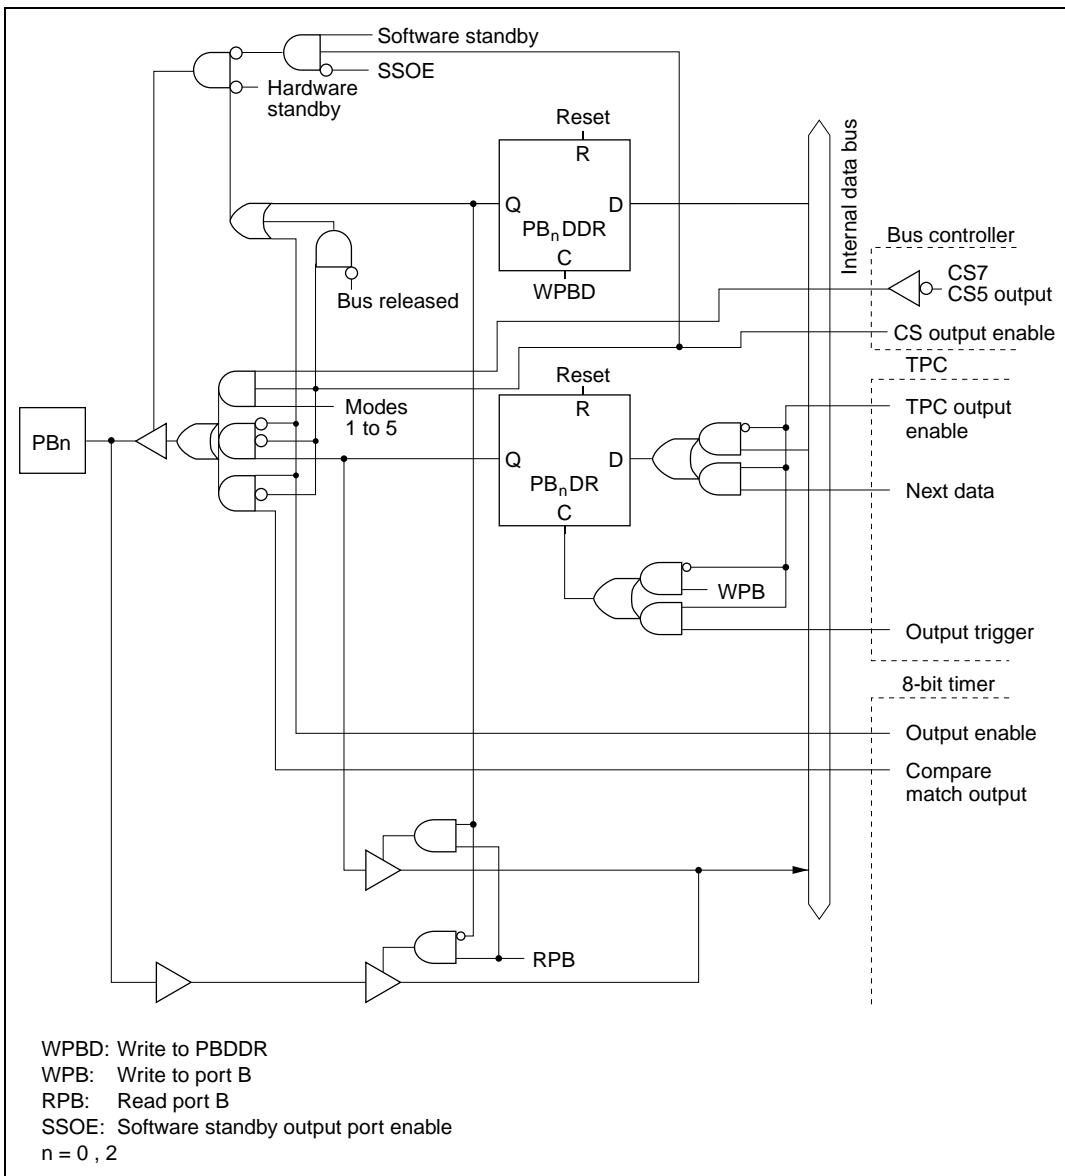 Software standby
SSOE
Hardware
standby
Reset
R
Q
D
PBnDDR
C
WPBD
Bus released
Internal data bus
Bus controller
CS7
CS5 output
CS output enable
TPC
Reset
R
Modes
1 to 5
TPC output
enable
PBn
Q
D
PBnDR
C
Next data
WPB
Output trigger
8-bit timer
Output enable
Compare
match output
RPB
WPBD: Write to PBDDR
WPB: Write to port B
RPB: Read port B
SSOE: Software standby output port enable
n = 0 , 2